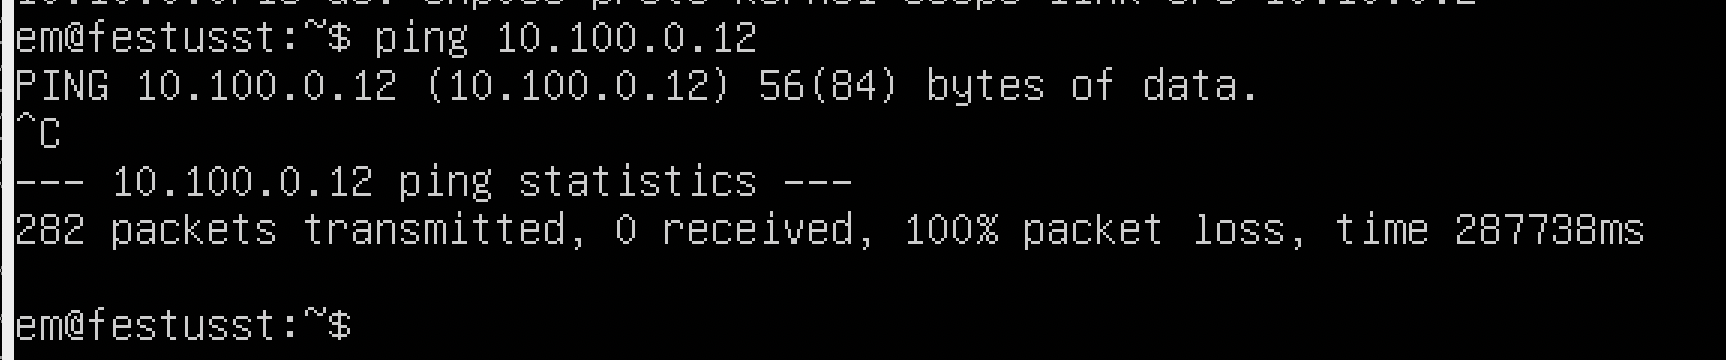 em@festusst:~$ ping 10.100.0.12
PING 10.100.0.12 (10.100.0.12) 56(84) bytes of data.
^C
--- 10.100.0.12 ping statistics ---
282 packets transmitted, 0 received, 100% packet loss, time 287738ms
em@festusst:~$